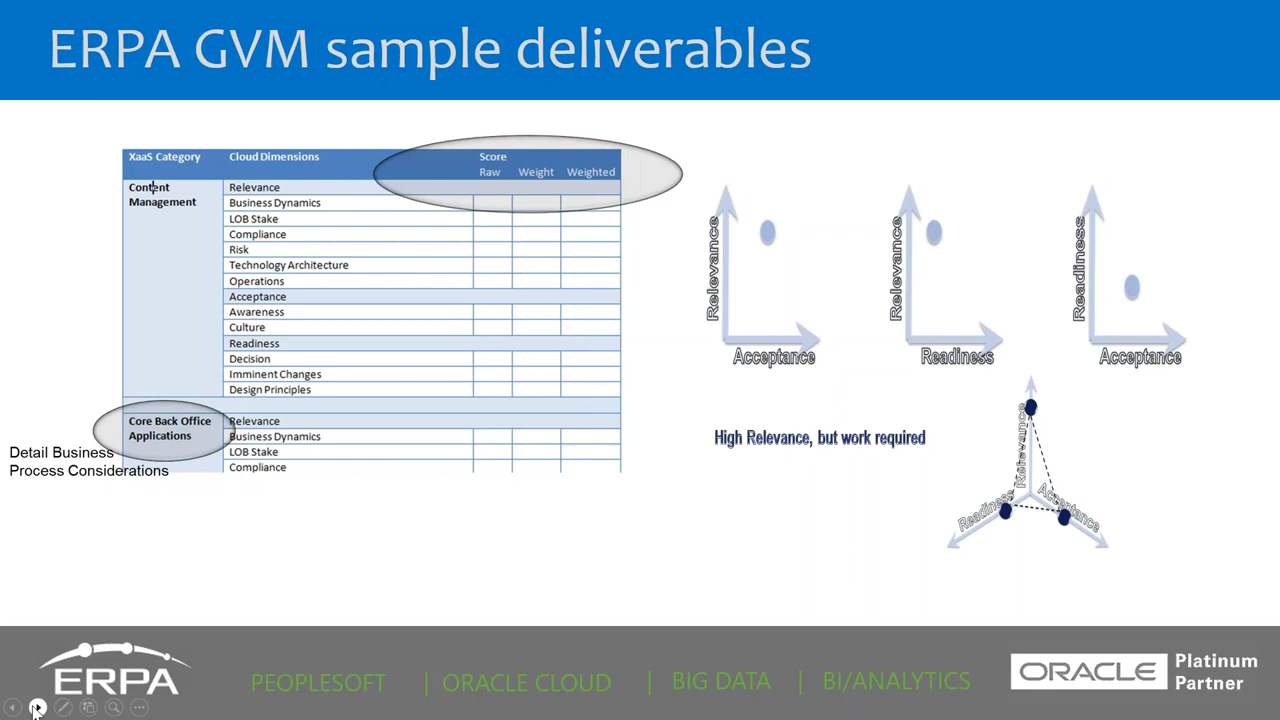 ERPA GVM sample deliverables
XaaS Category Cloud Dimensions Score
Raw Weight Weighted
Content Relevance
Management Business Dynamics
LOB Stake
Compliance
Risk
Technology Architecture
Operations
Acceptance
Awareness
Culture
Readiness
Decision
Imminent Changes
Design Principles
Core Back Office Relevance
Applications Business Dynamics
LOB Stake
Compliance
Detail Business
Process Considerations
Relevance
Acceptance
Relevance
Readiness
Readiness
Acceptance
High Relevance, but work required
Relevance
Readiness
Acceptance
ERPA
PEOPLESOFT | ORACLE CLOUD | BIG DATA | BI/ANALYTICS
ORACLE Platinum
Partner